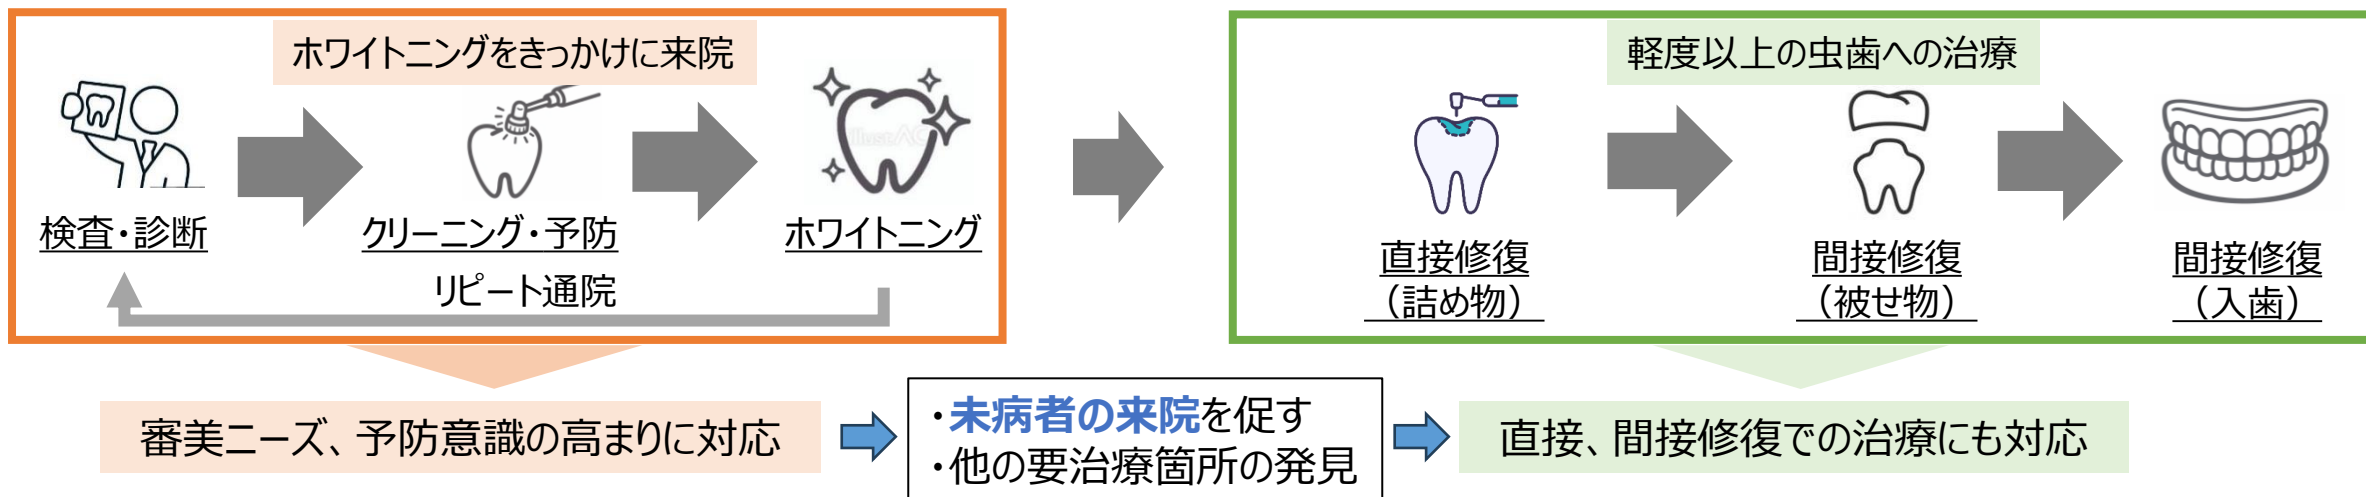 ホワイトニングをきっかけに来院
検査・診断
クリーニング・予防
ホワイトニング
リピート通院
軽度以上の虫歯への治療
直接修復
（詰め物）
間接修復
（被せ物）
間接修復
（入歯）
審美ニーズ、予防意識の高まりに対応
・未病者の来院を促す
・他の要治療箇所の発見
直接、間接修復での治療にも対応